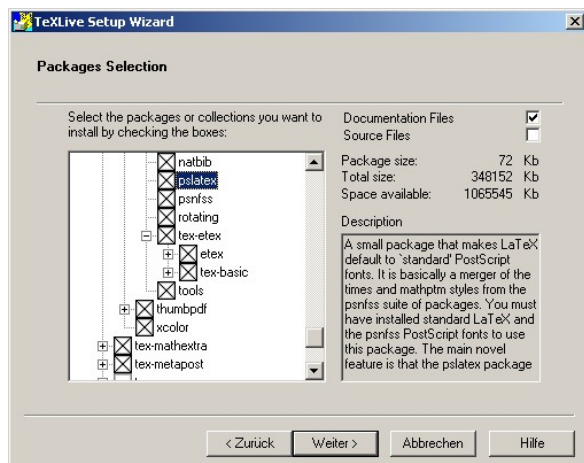 TeXLive Setup Wizard
Packages Selection
Select the packages or collections you want to
install by checking the boxes:
natbib
pslatex
psnfss
rotating
tex-etex
etex
tex-basic
tools
thumbpdf
xcolor
tex-mathextra
tex-metapost
Documentation Files
Source Files
Package size: 72 Kb
Total size: 348152 Kb
Space available: 1065545 Kb
Description
A small package that makes LaTeX
default to `standard' PostScript
fonts. It is basically a merger of the
times and mathptm styles from the
psnfss suite of packages. You must
have installed standard LaTeX and
the psnfss PostScript fonts to use
this package. The main novel
feature is that the pslatex package
< Zurück
Weiter >
Abbrechen
Hilfe